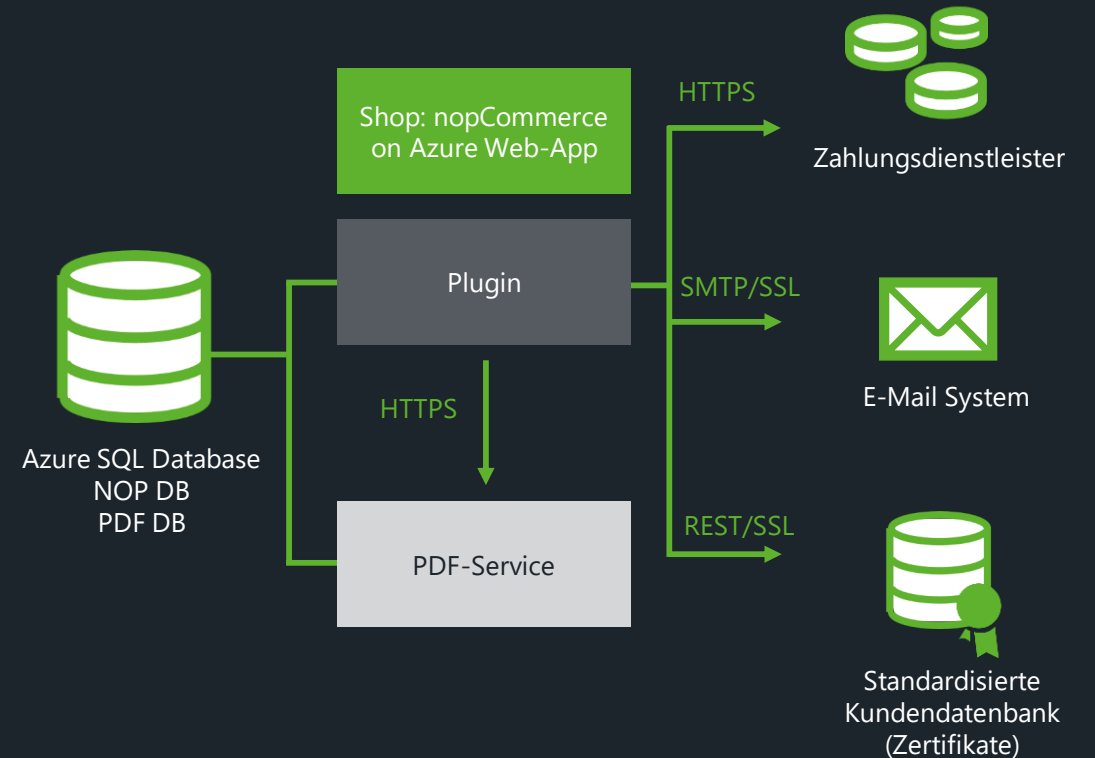 Shop: nopCommerce
on Azure Web-App
HTTPS
Zahlungsdienstleister
Plugin
SMTP/SSL
E-Mail System
HTTPS
Azure SQL Database
NOP DB
PDF DB
REST/SSL
PDF-Service
Standardisierte
Kundendatenbank
(Zertifikate)